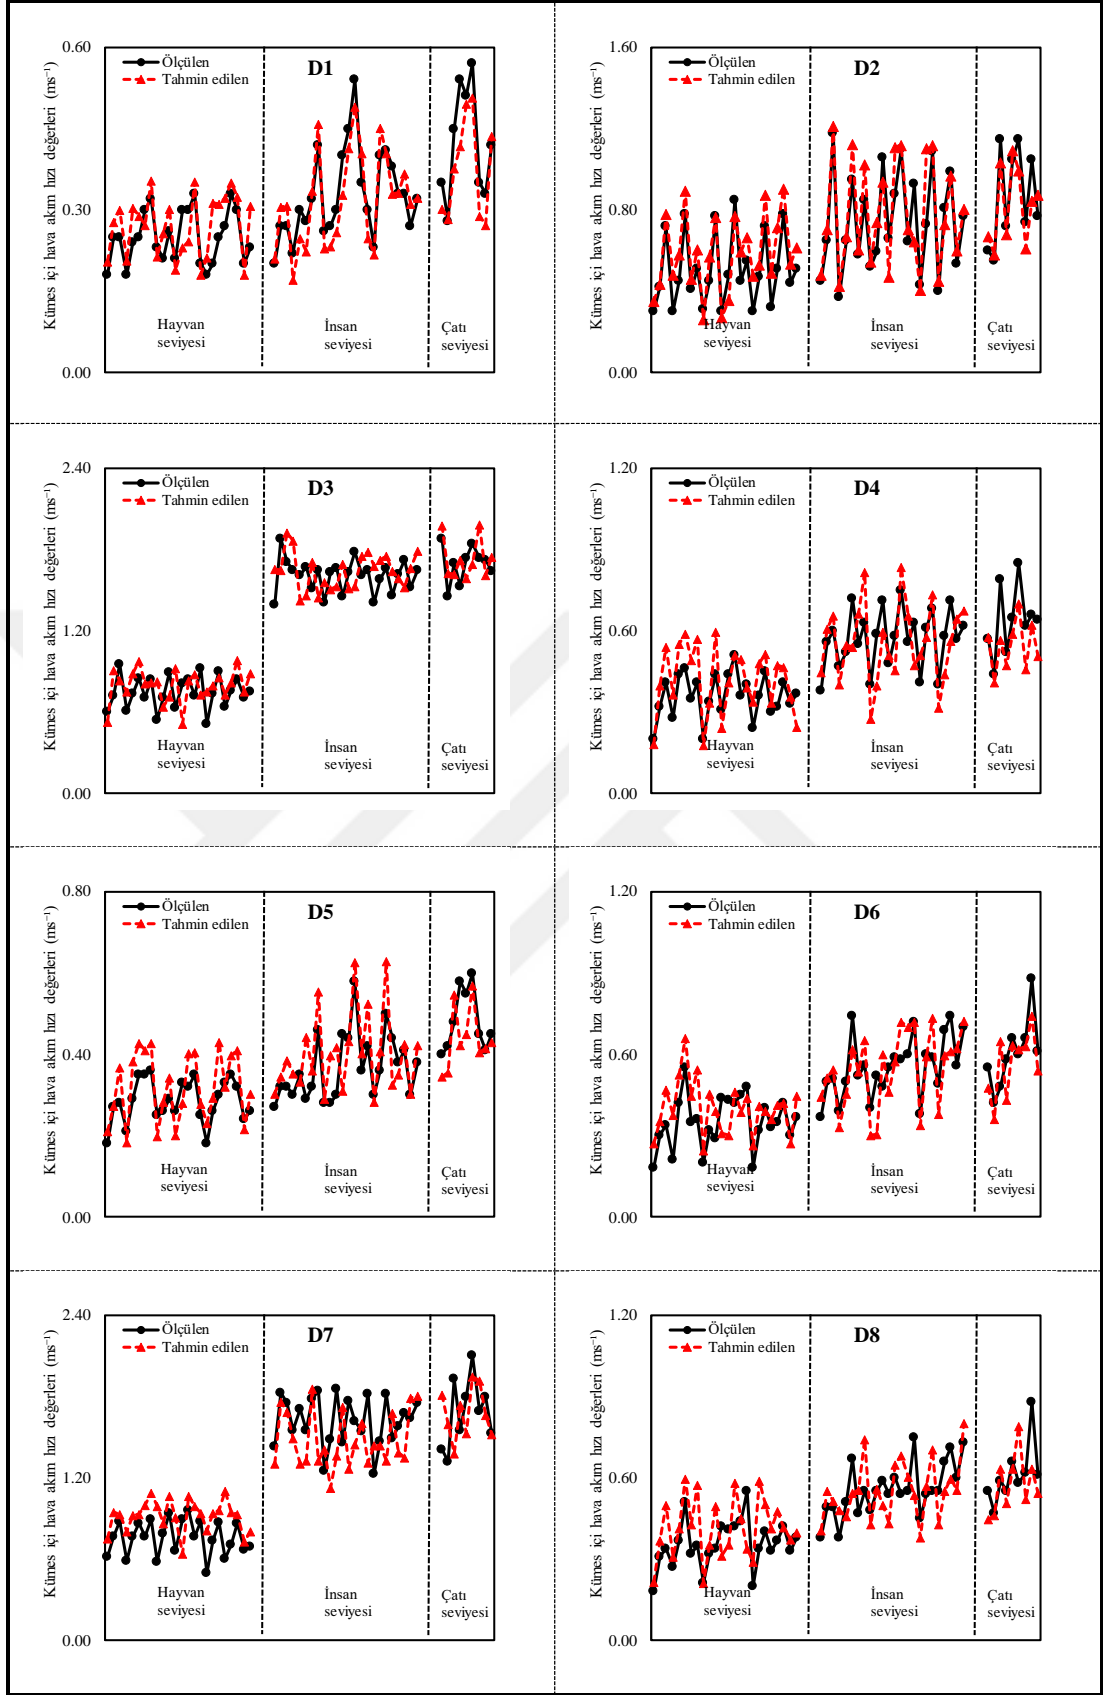 Kümes içi hava akım hızı değerleri (ms⁻¹)
0.60
0.30
0.00
Ölçülen
Tahmin edilen
D1
Hayvan
seviyesi
İnsan
seviyesi
Çatı
seviyesi
Kümes içi hava akım hızı değerleri (ms⁻¹)
1.60
0.80
0.00
Ölçülen
Tahmin edilen
D2
Hayvan
seviyesi
İnsan
seviyesi
Çatı
seviyesi
Kümes içi hava akım hızı değerleri (ms⁻¹)
2.40
1.20
0.00
Ölçülen
Tahmin edilen
D3
Hayvan
seviyesi
İnsan
seviyesi
Çatı
seviyesi
Kümes içi hava akım hızı değerleri (ms⁻¹)
1.20
0.60
0.00
Ölçülen
Tahmin edilen
D4
Hayvan
seviyesi
İnsan
seviyesi
Çatı
seviyesi
Kümes içi hava akım hızı değerleri (ms⁻¹)
0.80
0.40
0.00
Ölçülen
Tahmin edilen
D5
Hayvan
seviyesi
İnsan
seviyesi
Çatı
seviyesi
Kümes içi hava akım hızı değerleri (ms⁻¹)
1.20
0.60
0.00
Ölçülen
Tahmin edilen
D6
Hayvan
seviyesi
İnsan
seviyesi
Çatı
seviyesi
Kümes içi hava akım hızı değerleri (ms⁻¹)
2.40
1.20
0.00
Ölçülen
Tahmin edilen
D7
Hayvan
seviyesi
İnsan
seviyesi
Çatı
seviyesi
Kümes içi hava akım hızı değerleri (ms⁻¹)
1.20
0.60
0.00
Ölçülen
Tahmin edilen
D8
Hayvan
seviyesi
İnsan
seviyesi
Çatı
seviyesi